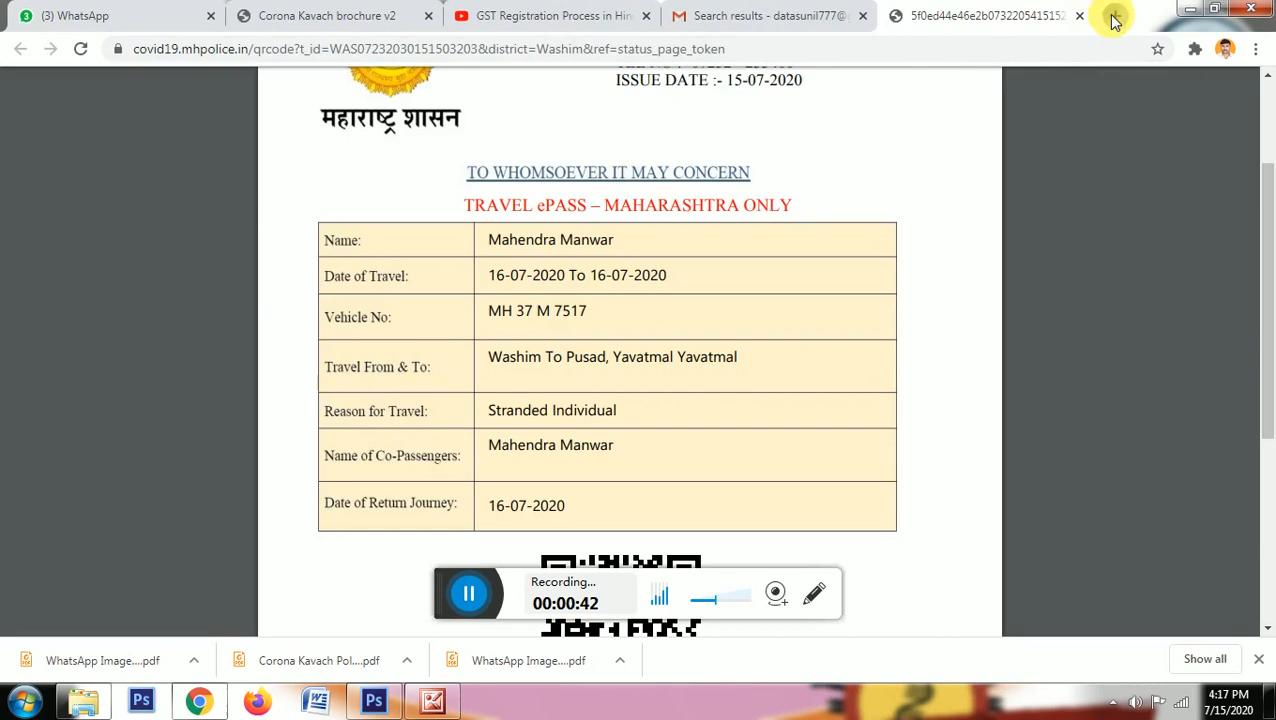 (3) WhatsApp
Corona Kavach brochure v2
GST Registration Process in Hin
Search results - datasunil777@g
5f0ed44e46e2b0732205415152
covid19.mhpolice.in/qrcode?t_id=WAS07232030151503203&district=Washim&ref=status_page_token
ISSUE DATE :- 15-07-2020
महाराष्ट्र शासन
TO WHOMSOEVER IT MAY CONCERN
TRAVEL ePASS – MAHARASHTRA ONLY
Name: Mahendra Manwar
Date of Travel: 16-07-2020 To 16-07-2020
Vehicle No: MH 37 M 7517
Travel From & To: Washim To Pusad, Yavatmal Yavatmal
Reason for Travel: Stranded Individual
Name of Co-Passengers: Mahendra Manwar
Date of Return Journey: 16-07-2020
Recording...
00:00:42
WhatsApp Image....pdf
Corona Kavach Pol....pdf
WhatsApp Image....pdf
Show all
4:17 PM
7/15/2020